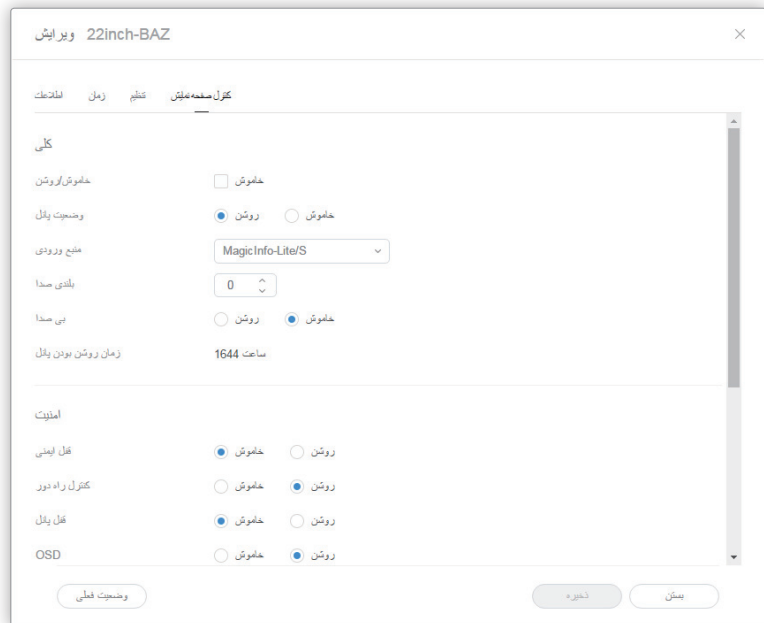 ویرایش 22inch-BAZ
اطلاعات زمان تنظیم کنترل صفحه نمایش
کلی
خاموش/روشن خاموش
وضعیت پانل روشن خاموش
منبع ورودی MagicInfo-Lite/S
بلندی صدا 0
بی صدا روشن خاموش
زمان روشن بودن پانل 1644 ساعت
امنیت
قفل ایمنی خاموش روشن
کنترل راه دور خاموش روشن
قفل پانل خاموش روشن
OSD خاموش روشن
وضعیت فعلی ذخیره بستن